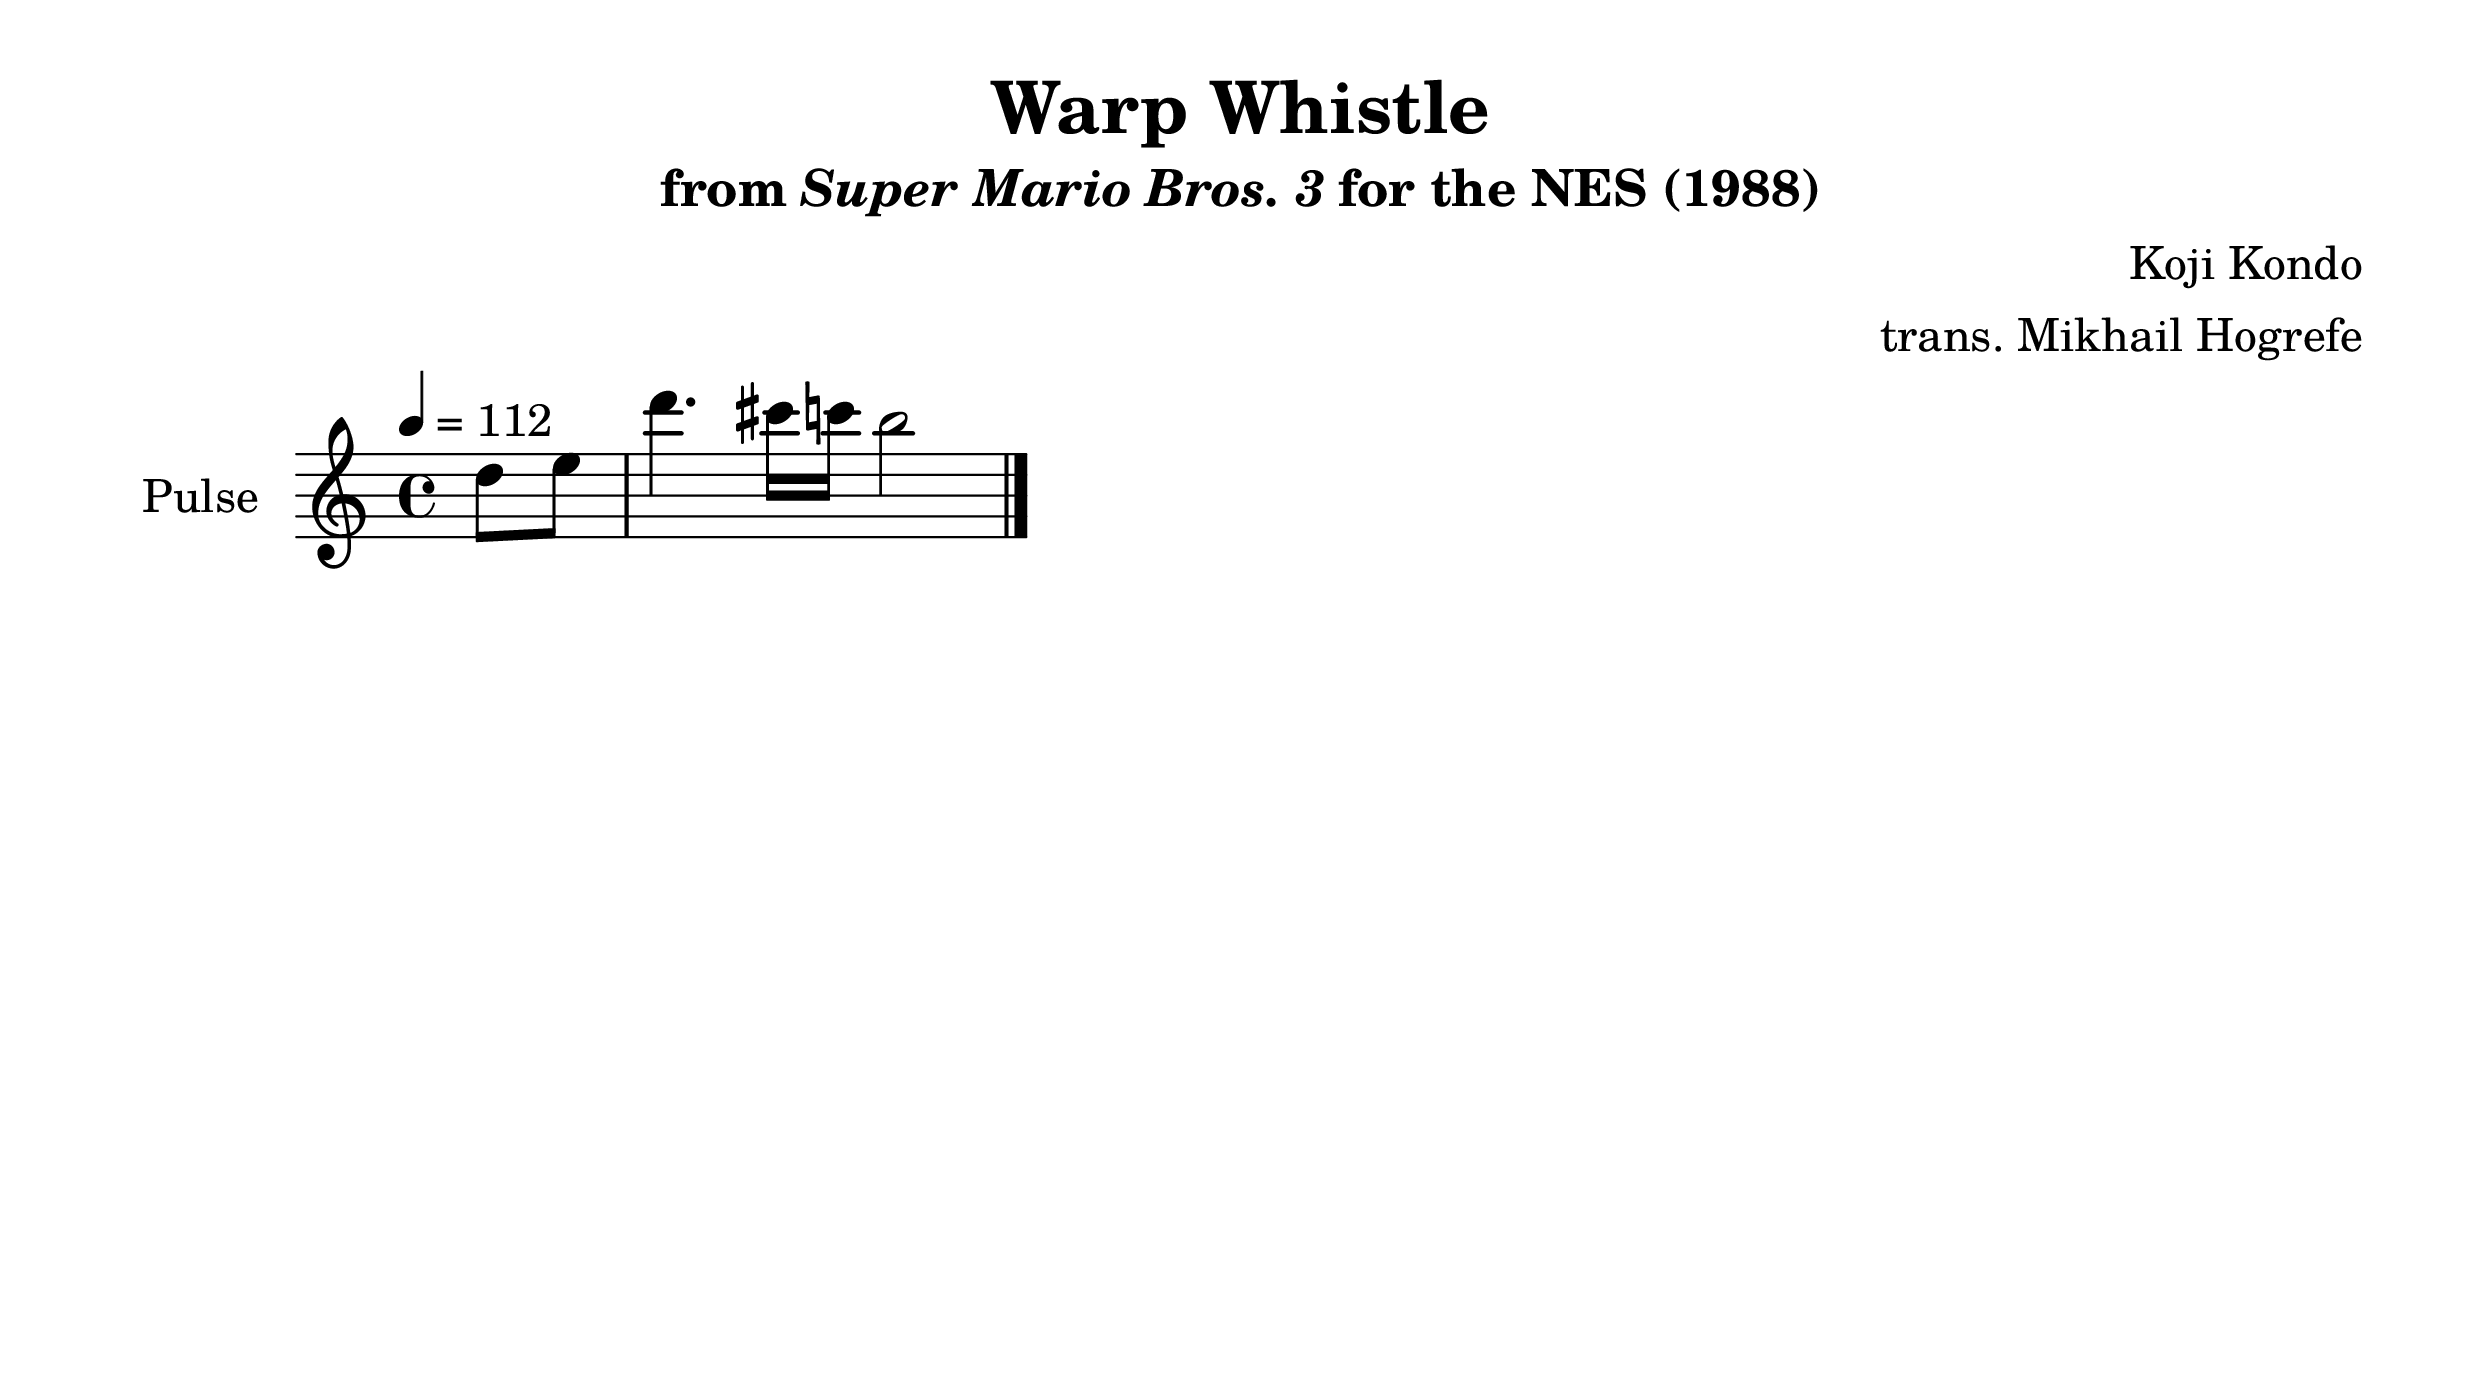 Warp Whistle
from Super Mario Bros. 3 for the NES (1988)
Koji Kondo
trans. Mikhail Hogrefe
= 112
Pulse